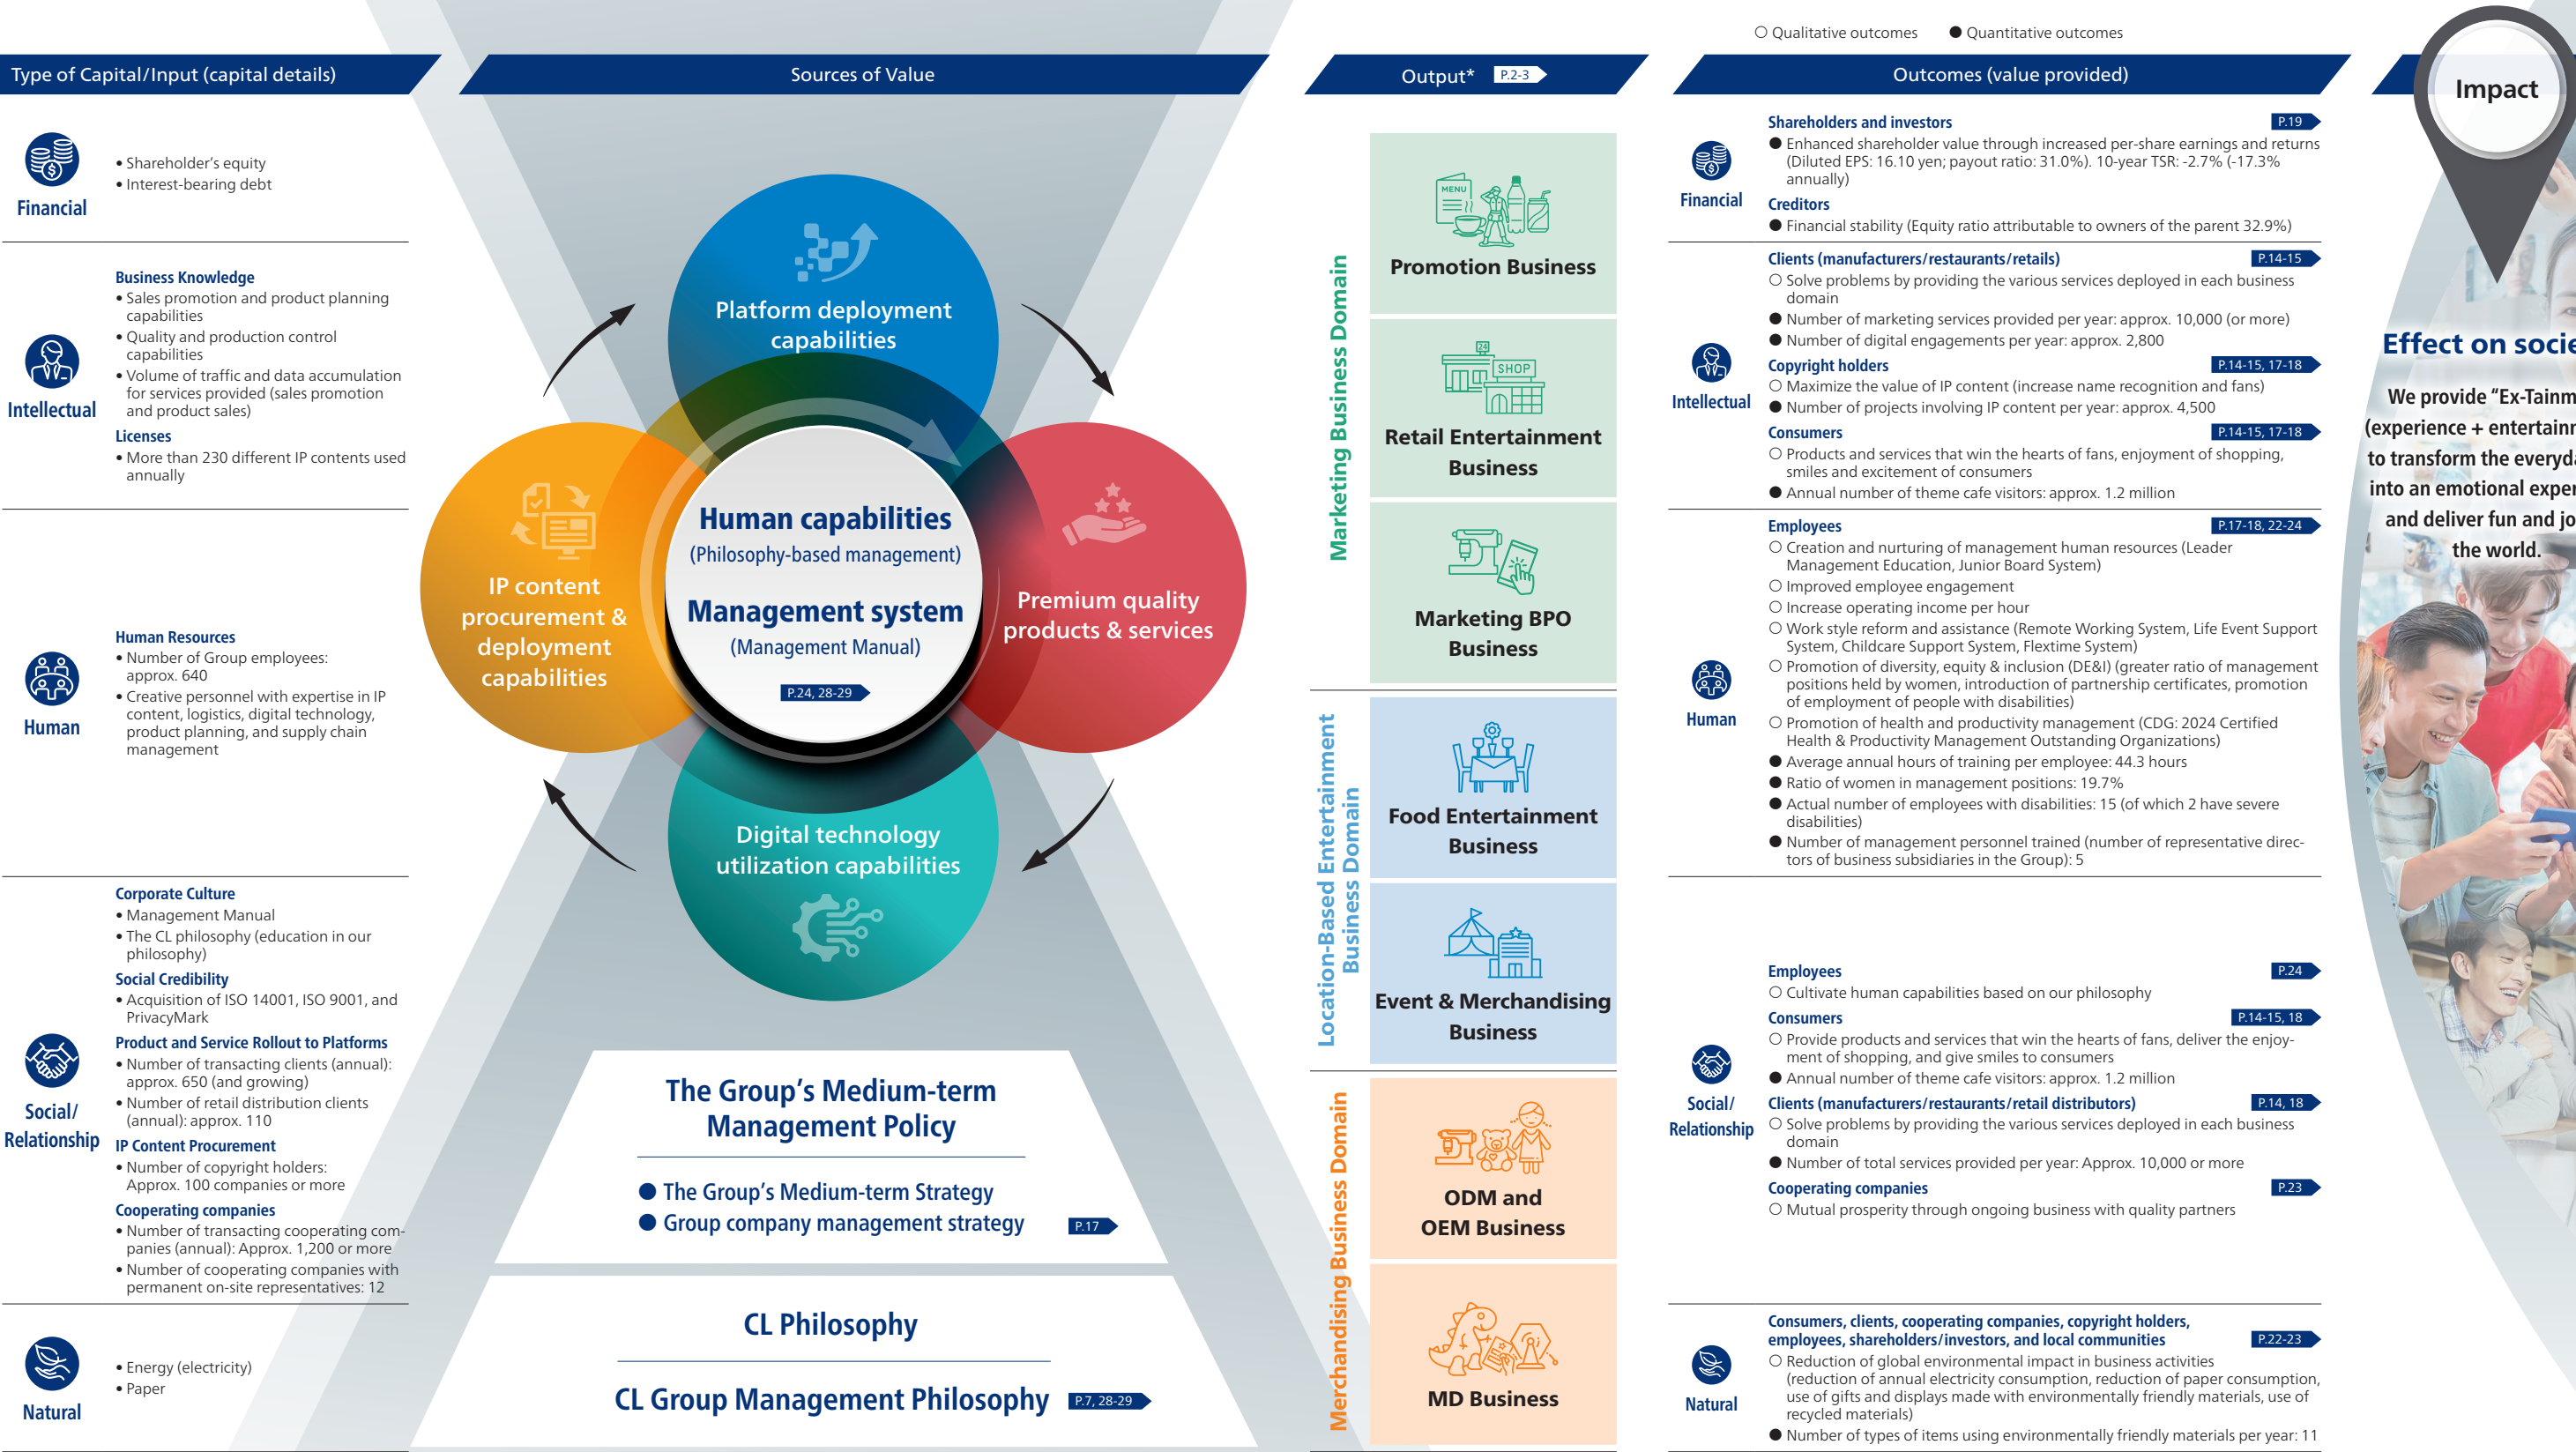 ○ Qualitative outcomes ● Quantitative outcomes
Type of Capital/Input (capital details)
Sources of Value
Output* P.2-3
Outcomes (value provided)
Impact
Financial
• Shareholder’s equity
• Interest-bearing debt
Intellectual
Business Knowledge
• Sales promotion and product planning
capabilities
• Quality and production control
capabilities
• Volume of traffic and data accumulation
for services provided (sales promotion
and product sales)
Licenses
• More than 230 different IP contents used
annually
Human
Human Resources
• Number of Group employees:
approx. 640
• Creative personnel with expertise in IP
content, logistics, digital technology,
product planning, and supply chain
management
Social/
Relationship
Corporate Culture
• Management Manual
• The CL philosophy (education in our
philosophy)
Social Credibility
• Acquisition of ISO 14001, ISO 9001, and
PrivacyMark
Product and Service Rollout to Platforms
• Number of transacting clients (annual):
approx. 650 (and growing)
• Number of retail distribution clients
(annual): approx. 110
IP Content Procurement
• Number of copyright holders:
Approx. 100 companies or more
Cooperating companies
• Number of transacting cooperating com-
panies (annual): Approx. 1,200 or more
• Number of cooperating companies with
permanent on-site representatives: 12
Natural
• Energy (electricity)
• Paper
Platform deployment
capabilities
IP content
procurement &
deployment
capabilities
Human capabilities
(Philosophy-based management)
Management system
(Management Manual)
P.24, 28-29
Premium quality
products & services
Digital technology
utilization capabilities
The Group’s Medium-term
Management Policy
● The Group’s Medium-term Strategy
● Group company management strategy P.17
CL Philosophy
CL Group Management Philosophy P.7, 28-29
Marketing Business Domain
MENU
Promotion Business
24
SHOP
Retail Entertainment
Business
Marketing BPO
Business
Location-Based Entertainment
Business Domain
Food Entertainment
Business
Event & Merchandising
Business
Merchandising Business Domain
ODM and
OEM Business
MD Business
Financial
Shareholders and investors P.19
● Enhanced shareholder value through increased per-share earnings and returns
(Diluted EPS: 16.10 yen; payout ratio: 31.0%). 10-year TSR: -2.7% (-17.3%
annually)
Creditors
● Financial stability (Equity ratio attributable to owners of the parent 32.9%)
Intellectual
Clients (manufacturers/restaurants/retails) P.14-15
○ Solve problems by providing the various services deployed in each business
domain
● Number of marketing services provided per year: approx. 10,000 (or more)
● Number of digital engagements per year: approx. 2,800
Copyright holders P.14-15, 17-18
○ Maximize the value of IP content (increase name recognition and fans)
● Number of projects involving IP content per year: approx. 4,500
Consumers P.14-15, 17-18
○ Products and services that win the hearts of fans, enjoyment of shopping,
smiles and excitement of consumers
● Annual number of theme cafe visitors: approx. 1.2 million
Human
Employees P.17-18, 22-24
○ Creation and nurturing of management human resources (Leader
Management Education, Junior Board System)
○ Improved employee engagement
○ Increase operating income per hour
○ Work style reform and assistance (Remote Working System, Life Event Support
System, Childcare Support System, Flextime System)
○ Promotion of diversity, equity & inclusion (DE&I) (greater ratio of management
positions held by women, introduction of partnership certificates, promotion
of employment of people with disabilities)
○ Promotion of health and productivity management (CDG: 2024 Certified
Health & Productivity Management Outstanding Organizations)
● Average annual hours of training per employee: 44.3 hours
● Ratio of women in management positions: 19.7%
● Actual number of employees with disabilities: 15 (of which 2 have severe
disabilities)
● Number of management personnel trained (number of representative direc-
tors of business subsidiaries in the Group): 5
Social/
Relationship
Employees P.24
○ Cultivate human capabilities based on our philosophy
Consumers P.14-15, 18
○ Provide products and services that win the hearts of fans, deliver the enjoy-
ment of shopping, and give smiles to consumers
● Annual number of theme cafe visitors: approx. 1.2 million
Clients (manufacturers/restaurants/retail distributors) P.14, 18
○ Solve problems by providing the various services deployed in each business
domain
● Number of total services provided per year: Approx. 10,000 or more
Cooperating companies P.23
○ Mutual prosperity through ongoing business with quality partners
Natural
Consumers, clients, cooperating companies, copyright holders,
employees, shareholders/investors, and local communities P.22-23
○ Reduction of global environmental impact in business activities
(reduction of annual electricity consumption, reduction of paper consumption,
use of gifts and displays made with environmentally friendly materials, use of
recycled materials)
● Number of types of items using environmentally friendly materials per year: 11
Effect on socie
We provide “Ex-Tainm
(experience + entertainm
to transform the everyda
into an emotional exper
and deliver fun and jo
the world.